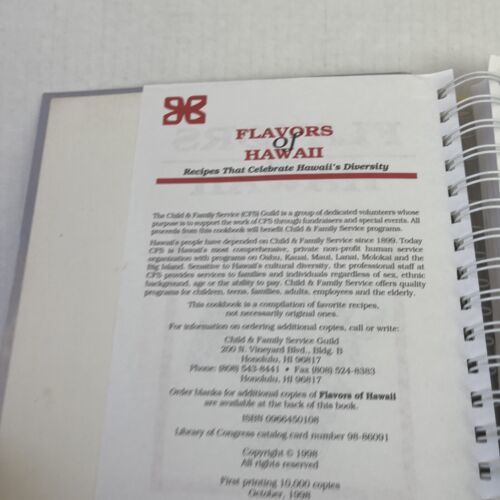 FLAVORS
of
HAWAII
Recipes That Celebrate Hawaii's Diversity
The Child & Family Service (CFS) Guild is a group of dedicated volunteers whose
purpose is to support the work of CFS through fundraisers and special events. All
proceeds from this cookbook will benefit Child & Family Service programs.
Hawaii's people have depended on Child & Family Service since 1899. Today
CFS is Hawaii's most comprehensive, private non-profit human service
organization with programs on Oahu, Kauai, Maui, Lanai, Molokai and the
Big Island. Sensitive to Hawaii's cultural diversity, the professional staff at
CFS provides services to families and individuals regardless of sex, ethnic
background, age or the ability to pay. Child & Family Service offers quality
programs for children, teens, families, adults, employees and the elderly.
This cookbook is a compilation of favorite recipes,
not necessarily original ones.
For information on ordering additional copies, call or write:
Child & Family Service Guild
200 N. Vineyard Blvd., Bldg. B
Honolulu, HI 96817
Phone: (808) 543-8441 • Fax (808) 524-8383
Honolulu, HI 96817
Order blanks for additional copies of Flavors of Hawaii
are available at the back of this book.
ISBN 0966450108
Library of Congress catalog card number 98-86091
Copyright © 1998
All rights reserved
First printing 10,000 copies
October, 1998